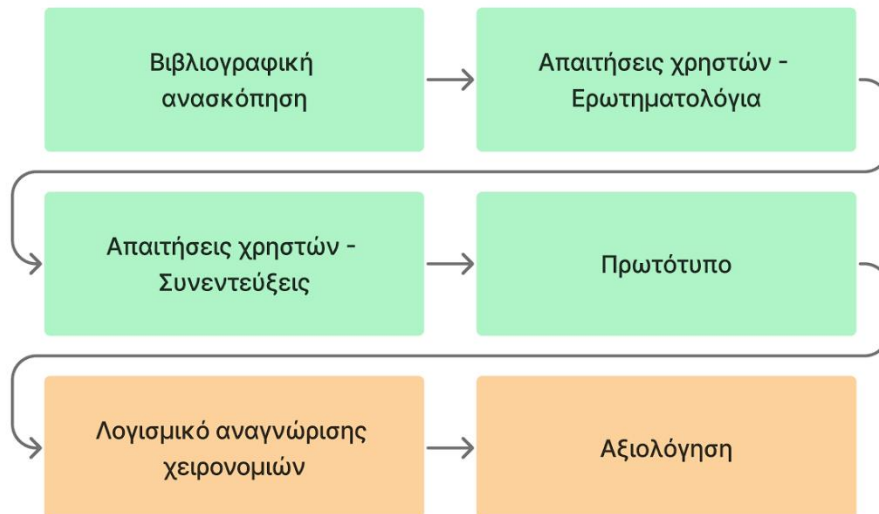 Βιβλιογραφική
ανασκόπηση
Απαιτήσεις χρηστών -
Ερωτηματολόγια
Απαιτήσεις χρηστών -
Συνεντεύξεις
Πρωτότυπο
Λογισμικό αναγνώρισης
χειρονομιών
Αξιολόγηση